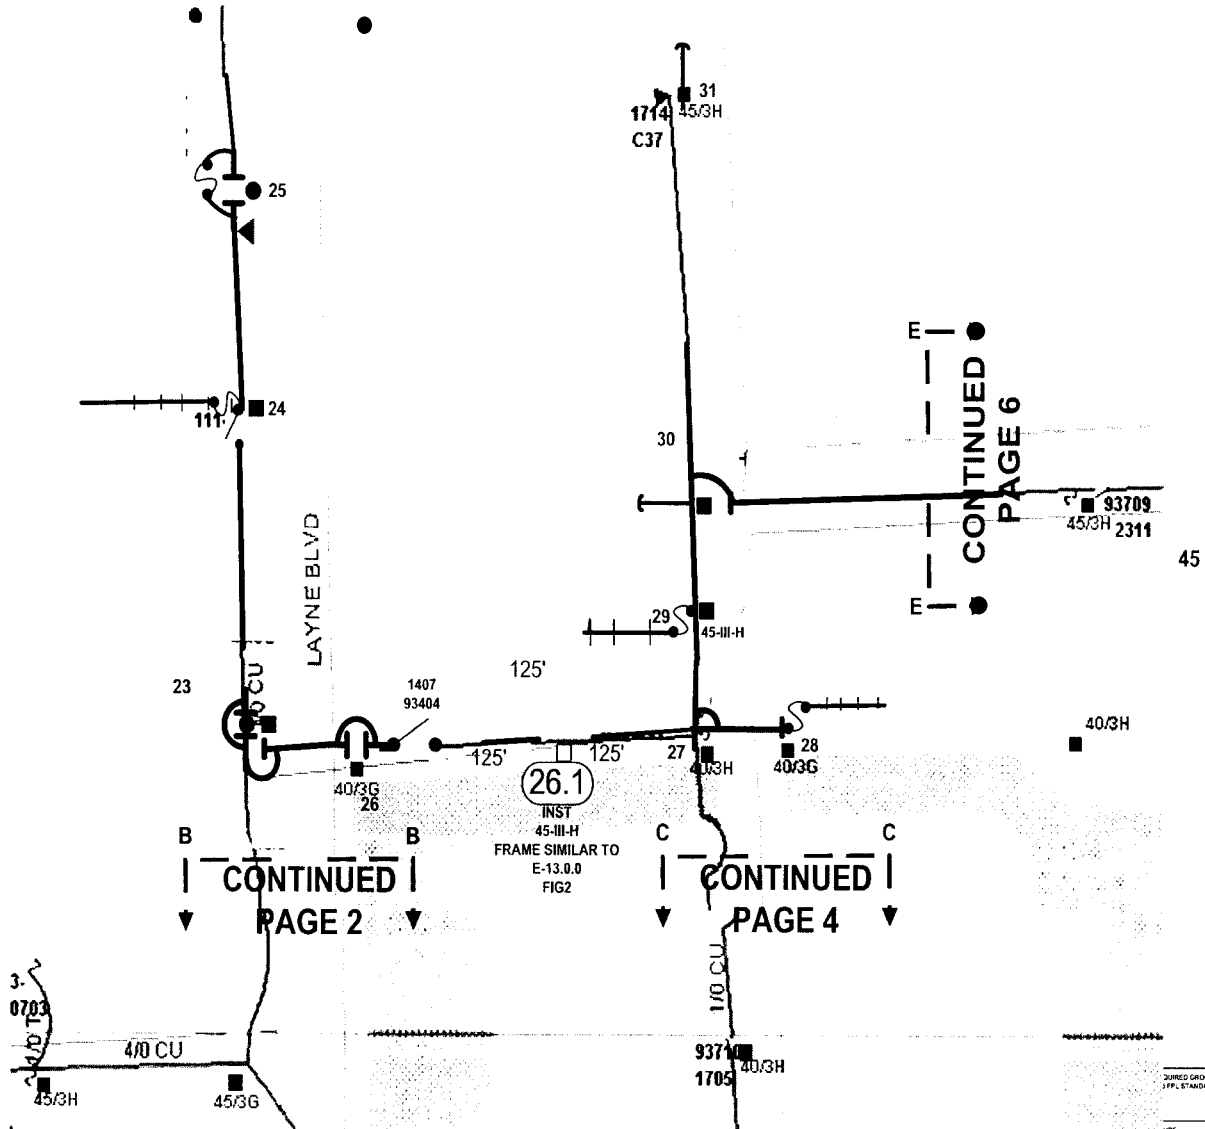 31
1714
45/3H
C37
25
E
24
111
CONTINUED
PAGE 6
30
93709
45/3H
2311
45
LAYNE BLVD
E
29
45-III-H
125'
23
1407
93404
40/3H
125'
125'
27
40/3H
28
40/3G
40/3G
26
26.1
INST
45-III-H
FRAME SIMILAR TO
E-13.0.0
FIG2
B
B
C
C
CONTINUED
PAGE 2
CONTINUED
PAGE 4
1/0 CU
3-
0703
4/0 CU
93710
40/3H
1705
45/3H
45/3G